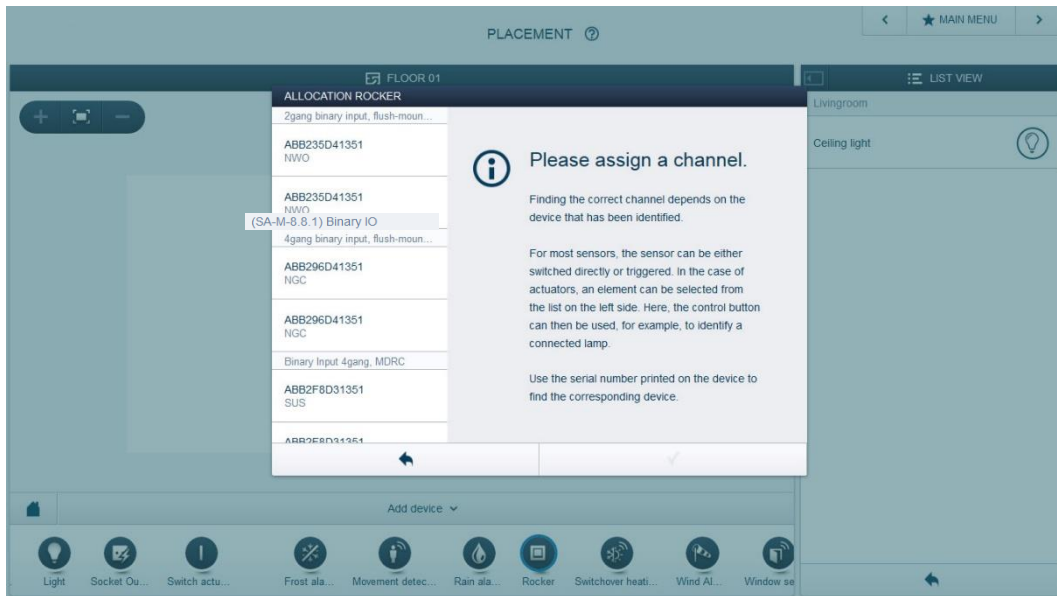 PLACEMENT ?
MAIN MENU
FLOOR 01
LIST VIEW
Livingroom
Ceiling light
ALLOCATION ROCKER
2gang binary input, flush-moun...
ABB235D41351
NWO
ABB235D41351
NWO
(SA-M-8.8.1) Binary IO
4gang binary input, flush-moun...
ABB296D41351
NGC
ABB296D41351
NGC
Binary Input 4gang, MDRC
ABB2F8D31351
SUS
ABB2F8D31351
Please assign a channel.
Finding the correct channel depends on the
device that has been identified.
For most sensors, the sensor can be either
switched directly or triggered. In the case of
actuators, an element can be selected from
the list on the left side. Here, the control button
can then be used, for example, to identify a
connected lamp.
Use the serial number printed on the device to
find the corresponding device.
Add device
Light
Socket Ou...
Switch actu...
Frost ala...
Movement detec...
Rain ala...
Rocker
Switchover heati...
Wind Al...
Window se